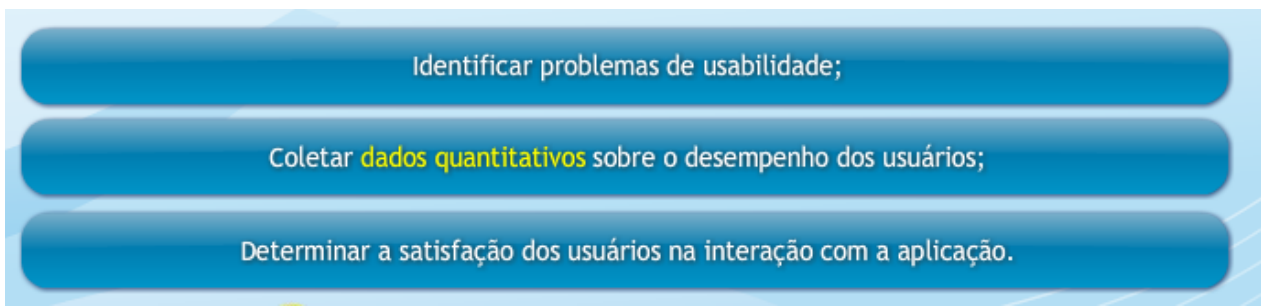 Identificar problemas de usabilidade;
Coletar dados quantitativos sobre o desempenho dos usuários;
Determinar a satisfação dos usuários na interação com a aplicação.